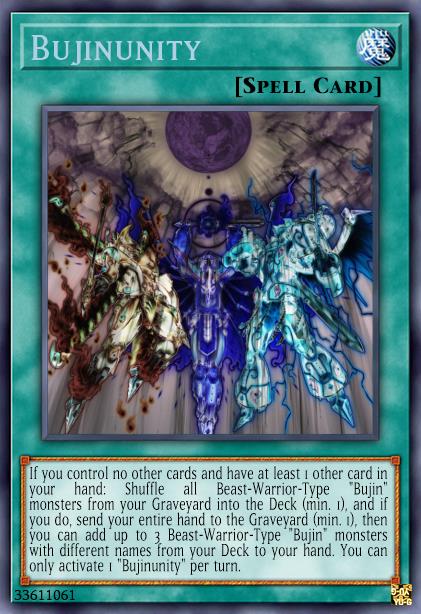 Bujinunity
魔
[Spell Card]
If you control no other cards and have at least 1 other card in
your hand: Shuffle all Beast-Warrior-Type "Bujin"
monsters from your Graveyard into the Deck (min. 1), and if
you do, send your entire hand to the Graveyard (min. 1), then
you can add up to 3 Beast-Warrior-Type "Bujin" monsters
with different names from your Deck to your hand. You can
only activate 1 "Bujinunity" per turn.
33611061